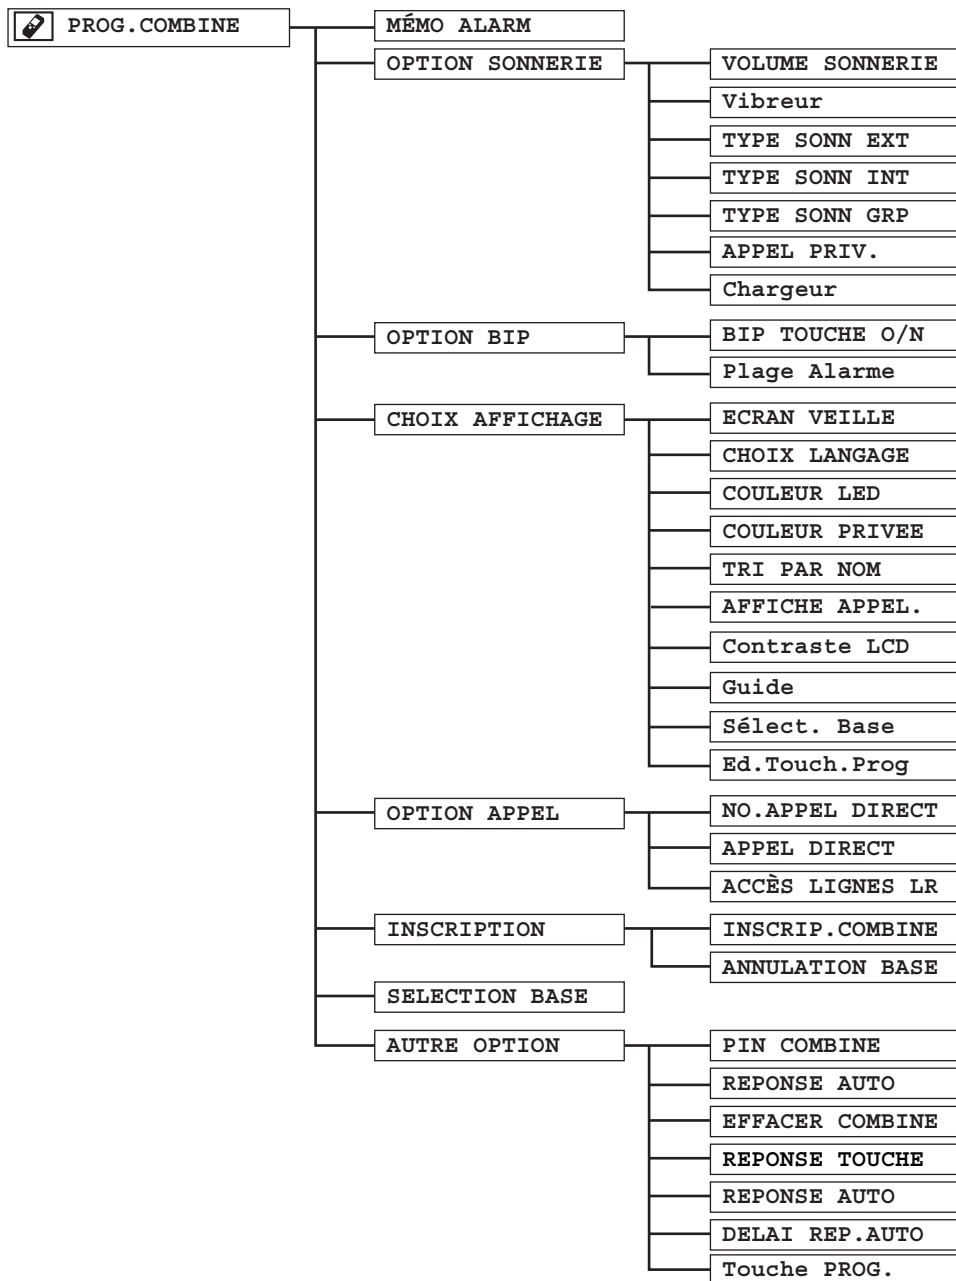 PROG.COMBINE
MÉMO ALARM
OPTION SONNERIE
VOLUME SONNERIE
Vibreur
TYPE SONN EXT
TYPE SONN INT
TYPE SONN GRP
APPEL PRIV.
Chargeur
OPTION BIP
BIP TOUCHE O/N
Plage Alarme
CHOIX AFFICHAGE
ECRAN VEILLE
CHOIX LANGAGE
COULEUR LED
COULEUR PRIVEE
TRI PAR NOM
AFFICHE APPEL.
Contraste LCD
Guide
Sélect. Base
Ed.Touch.Prog
OPTION APPEL
NO.APPEL DIRECT
APPEL DIRECT
ACCÈS LIGNES LR
INSCRIPTION
INSCRIP.COMBINE
ANNULATION BASE
SELECTION BASE
AUTRE OPTION
PIN COMBINE
REPONSE AUTO
EFFACER COMBINE
REPONSE TOUCHE
REPONSE AUTO
DELAI REP.AUTO
Touche PROG.